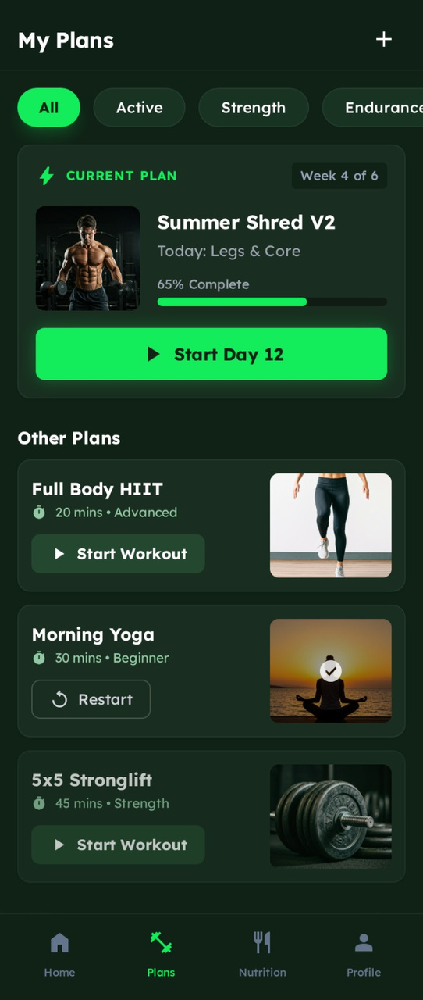 My Plans
All
Active
Strength
Endurance
CURRENT PLAN
Week 4 of 6
Summer Shred V2
Today: Legs & Core
65% Complete
Start Day 12
Other Plans
Full Body HIIT
20 mins • Advanced
Start Workout
Morning Yoga
30 mins • Beginner
Restart
5x5 Stronglift
45 mins • Strength
Start Workout
Home
Plans
Nutrition
Profile